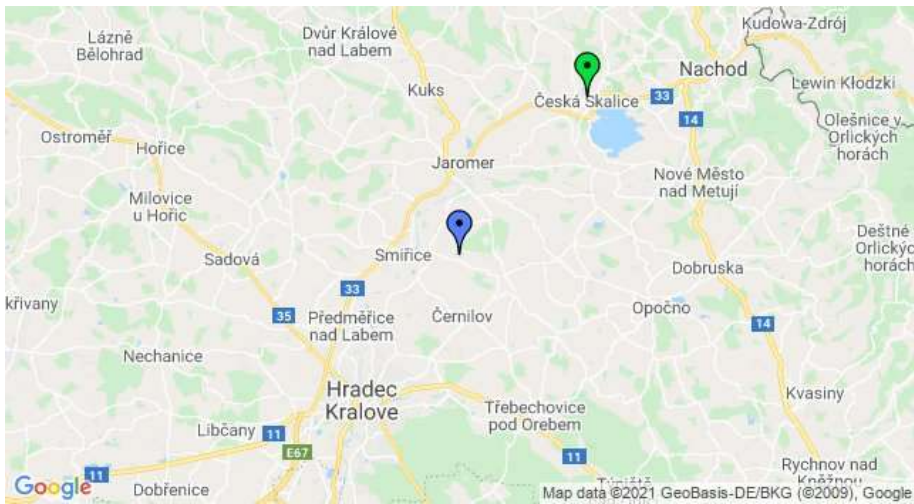 Lázně
Bělohrad
Dvůr Králové
nad Labem
Kudowa-Zdrój
Kuks
Nachod
Lewin Kłodzki
Česká Skalice
33
14
Olešnice v
Orlických
horách
Ostroměř
Hořice
Jaromer
Nové Město
nad Metují
Milovice
u Hořic
Sadová
Smiřice
Deštné
Orlickýc
horách
Dobruska
33
křivany
35
Předměřice
nad Labem
Černilov
Opočno
14
Nechanice
Hradec
Kralove
Kvasiny
Třebechovice
pod Orebem
Libčany
11
E67
11
11
Rychnov nad
Google
Dobřenice
Map data ©2021 GeoBasis-DE/BKG (©2009), Google